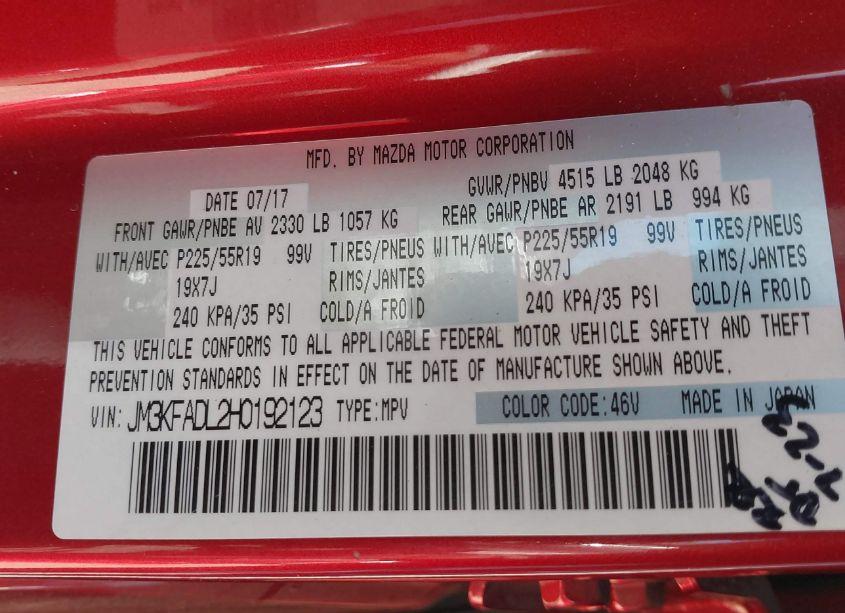 MFD. BY MAZDA MOTOR CORPORATION
DATE 07/17 GVWR/PNBV 4515 LB 2048 KG
FRONT GAWR/PNBE AV 2330 LB 1057 KG REAR GAWR/PNBE AR 2191 LB 994 KG
WITH/AVEC P225/55R19 99V TIRES/PNEUS WITH/AVEC P225/55R19 99V TIRES/PNEUS
19X7J RIMS/JANTES 19X7J RIMS/JANTES
240 KPA/35 PSI COLD/A FROID 240 KPA/35 PSI COLD/A FROID
THIS VEHICLE CONFORMS TO ALL APPLICABLE FEDERAL MOTOR VEHICLE SAFETY AND THEFT
PREVENTION STANDARDS IN EFFECT ON THE DATE OF MANUFACTURE SHOWN ABOVE.
VIN: JM3KFADL2H0192123 TYPE:MPV COLOR CODE:46V MADE IN JAPAN